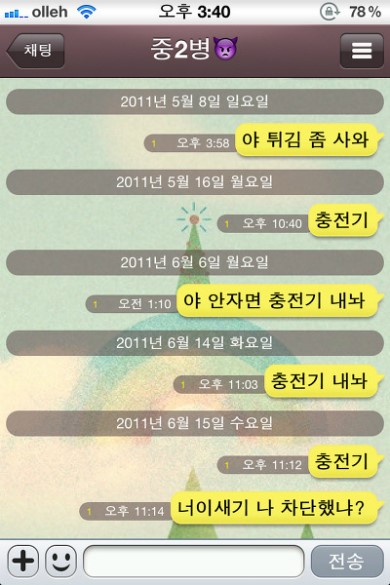 olleh 오후 3:40 78 %
채팅 중2병😈
2011년 5월 8일 일요일
1 오후 3:58 야 튀김 좀 사와
2011년 5월 16일 월요일
1 오후 10:40 충전기
2011년 6월 6일 월요일
1 오전 1:10 야 안자면 충전기 내놔
2011년 6월 14일 화요일
1 오후 11:03 충전기 내놔
2011년 6월 15일 수요일
1 오후 11:12 충전기
1 오후 11:14 너이새기 나 차단했냐?
전송